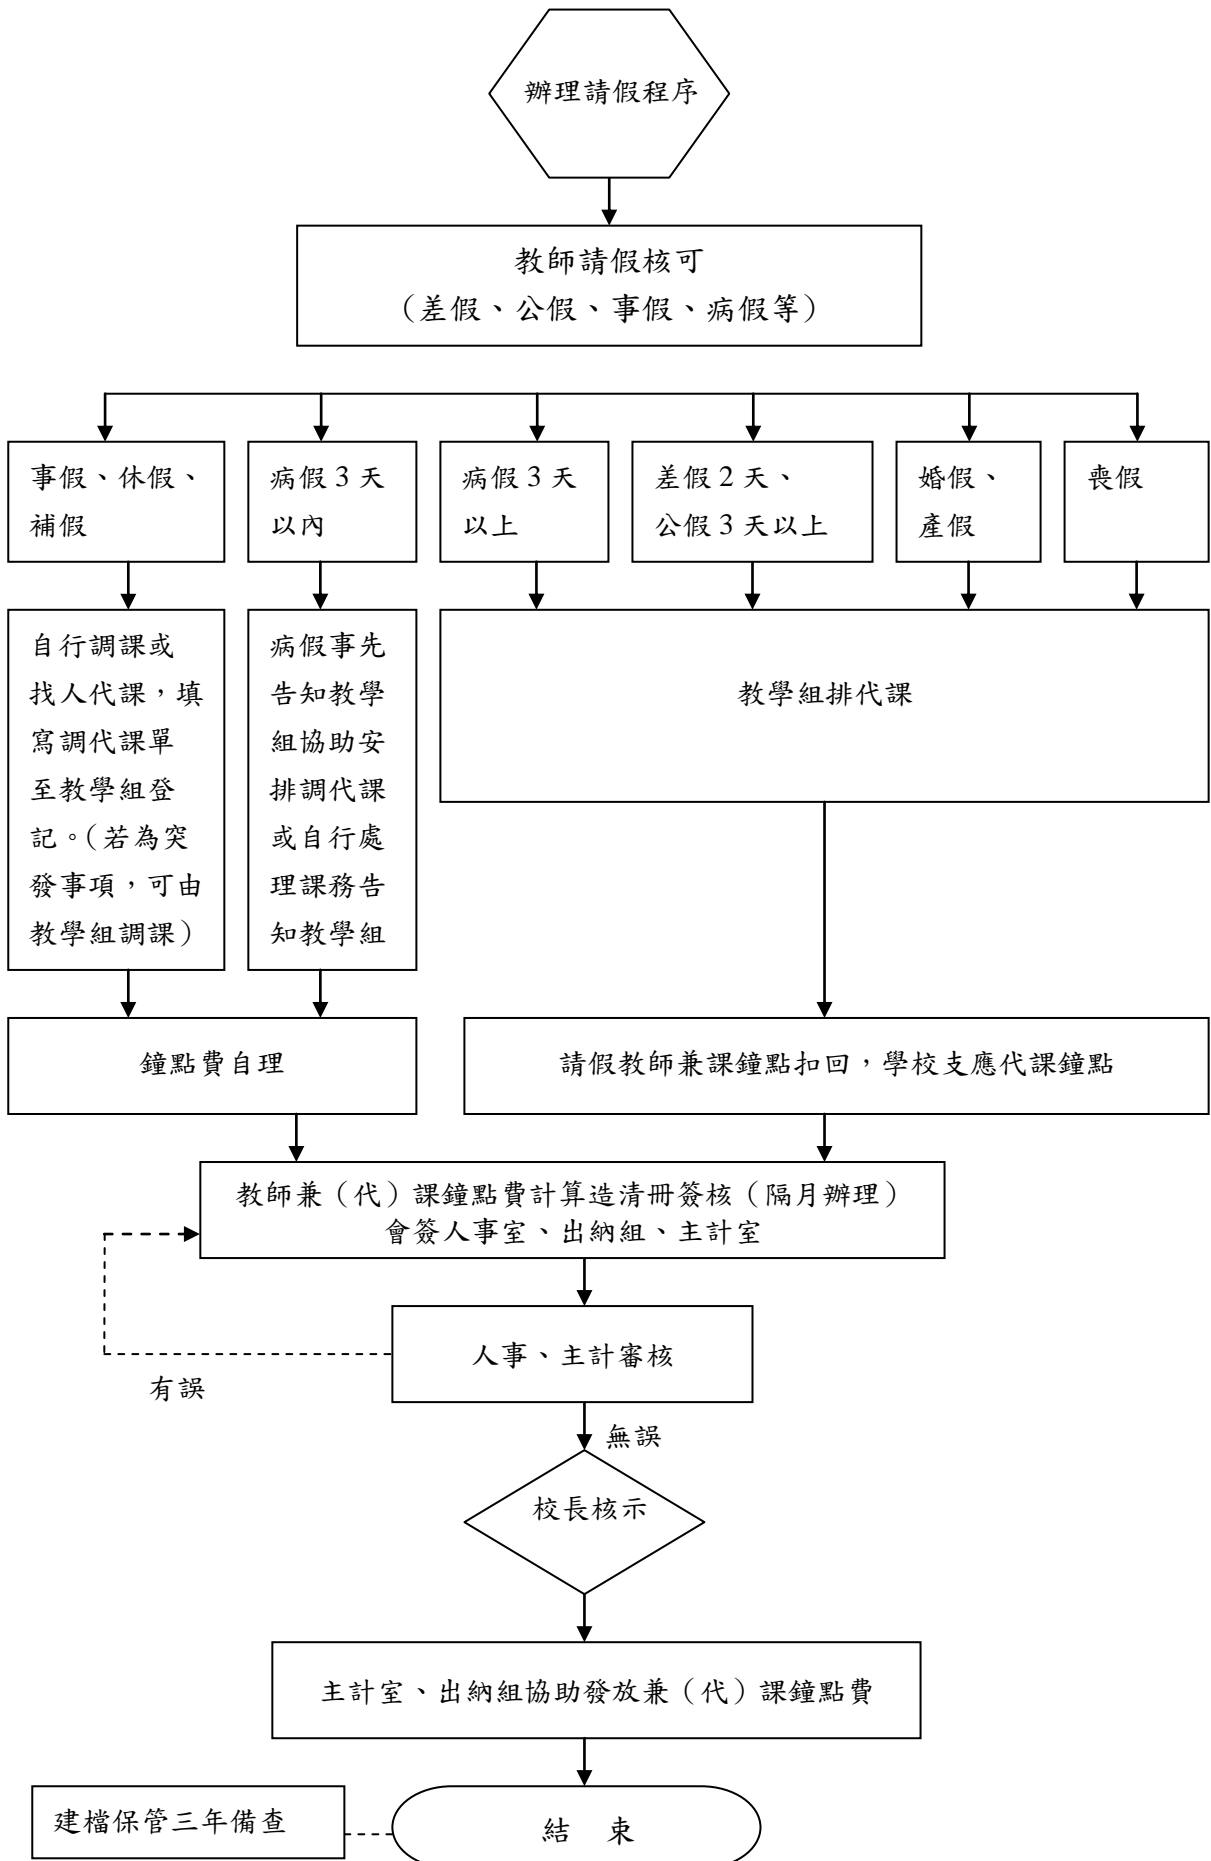 辦理請假程序
教師請假核可
（差假、公假、事假、病假等）
事假、休假、
補假
病假 3 天
以內
病假 3 天
以上
差假 2 天、
公假 3 天以上
婚假、
產假
喪假
自行調課或
找人代課，填
寫調代課單
至教學組登
記。（若為突
發事項，可由
教學組調課）
病假事先
告知教學
組協助安
排調代課
或自行處
理課務告
知教學組
教學組排代課
鐘點費自理
請假教師兼課鐘點扣回，學校支應代課鐘點
教師兼（代）課鐘點費計算造清冊簽核（隔月辦理）
會簽人事室、出納組、主計室
人事、主計審核
有誤
無誤
校長核示
主計室、出納組協助發放兼（代）課鐘點費
建檔保管三年備查
結　束